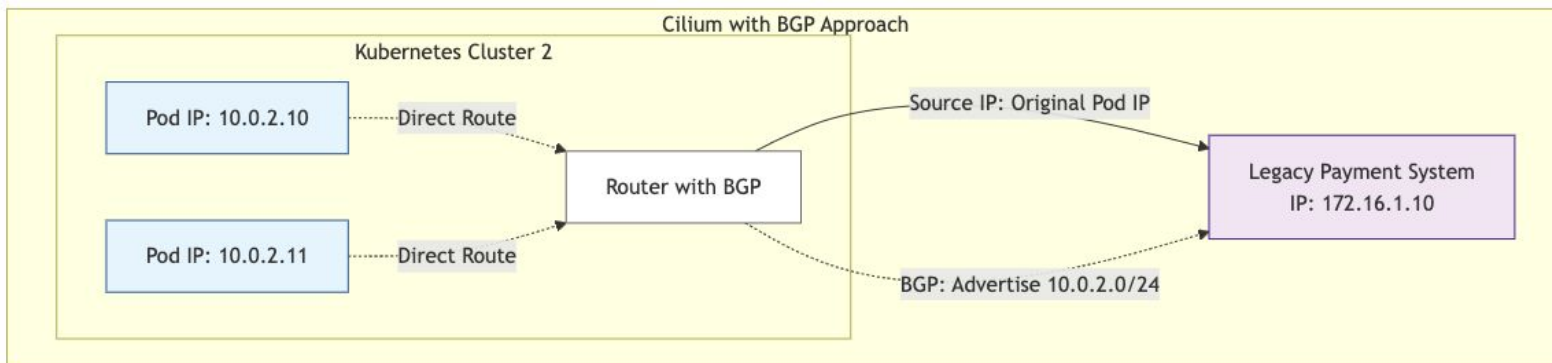 Cilium with BGP Approach
Kubernetes Cluster 2
Pod IP: 10.0.2.10
Direct Route
Source IP: Original Pod IP
Router with BGP
Legacy Payment System
IP: 172.16.1.10
Pod IP: 10.0.2.11
Direct Route
BGP: Advertise 10.0.2.0/24